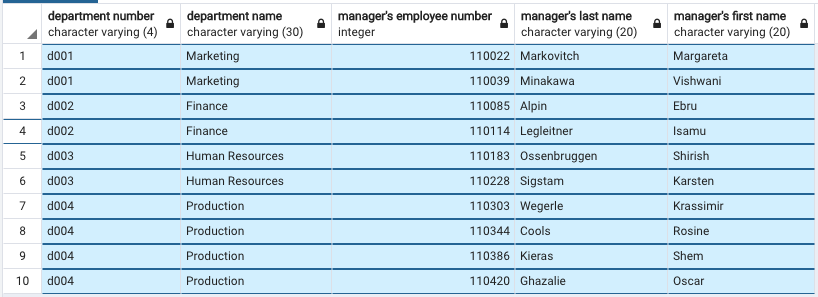 department number department name manager's employee number manager's last name manager's first name
character varying (4) character varying (30) integer character varying (20) character varying (20)
1 d001 Marketing 110022 Markovitch Margareta
2 d001 Marketing 110039 Minakawa Vishwani
3 d002 Finance 110085 Alpin Ebru
4 d002 Finance 110114 Legleitner Isamu
5 d003 Human Resources 110183 Ossenbruggen Shirish
6 d003 Human Resources 110228 Sigstam Karsten
7 d004 Production 110303 Wegerle Krassimir
8 d004 Production 110344 Cools Rosine
9 d004 Production 110386 Kieras Shem
10 d004 Production 110420 Ghazalie Oscar